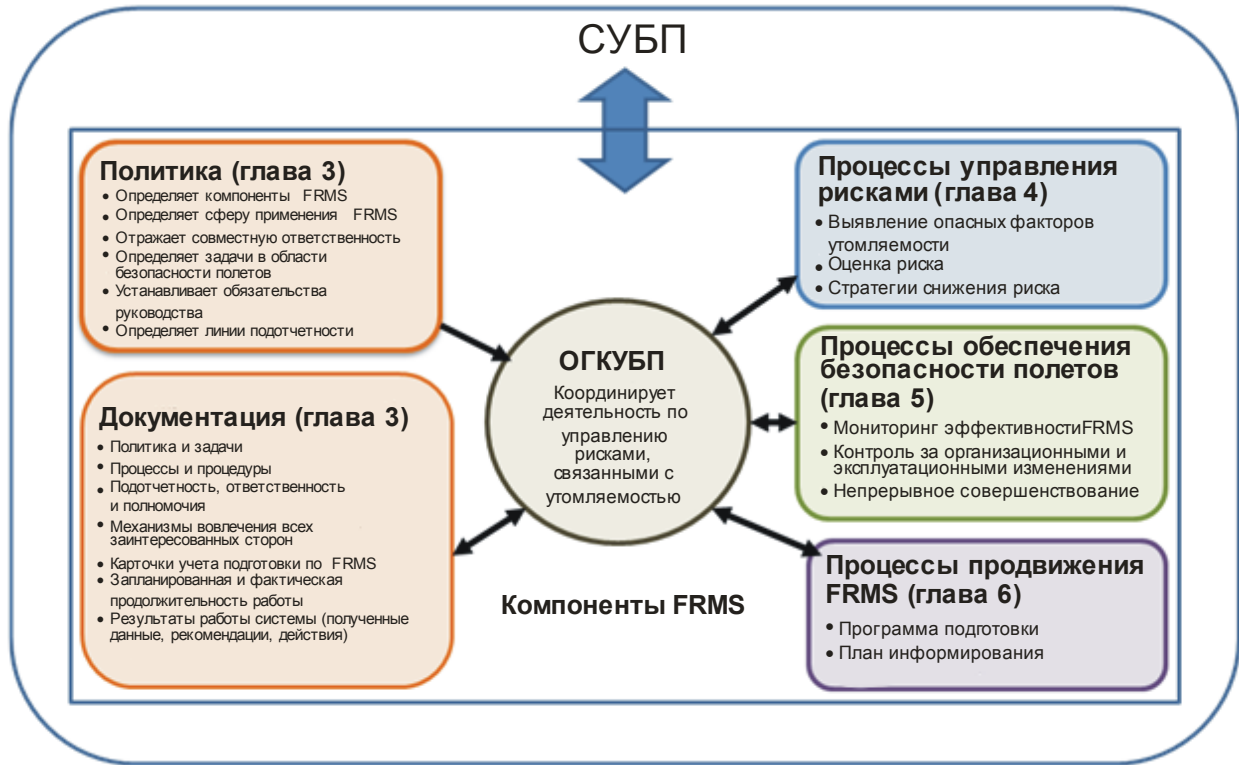 СУБП
Политика (глава 3)
• Определяет компоненты FRMS
• Определяет сферу применения FRMS
• Отражает совместную ответственность
• Определяет задачи в области
безопасности полетов
• Устанавливает обязательства
руководства
• Определяет линии подотчетности
Документация (глава 3)
• Политика и задачи
• Процессы и процедуры
• Подотчетность, ответственность
и полномочия
• Механизмы вовлечения всех
заинтересованных сторон
• Карточки учета подготовки по FRMS
• Запланированная и фактическая
продолжительность работы
• Результаты работы системы (полученные
данные, рекомендации, действия)
ОГКУБП
Координирует
деятельность по
управлению
рисками,
связанными с
утомляемостью
Компоненты FRMS
Процессы управления
рисками (глава 4)
• Выявление опасных факторов
утомляемости
• Оценка риска
• Стратегии снижения риска
Процессы обеспечения
безопасности полетов
(глава 5)
• Мониторинг эффективностиFRMS
• Контроль за организационными и
эксплуатационными изменениями
• Непрерывное совершенствование
Процессы продвижения
FRMS (глава 6)
• Программа подготовки
• План информирования